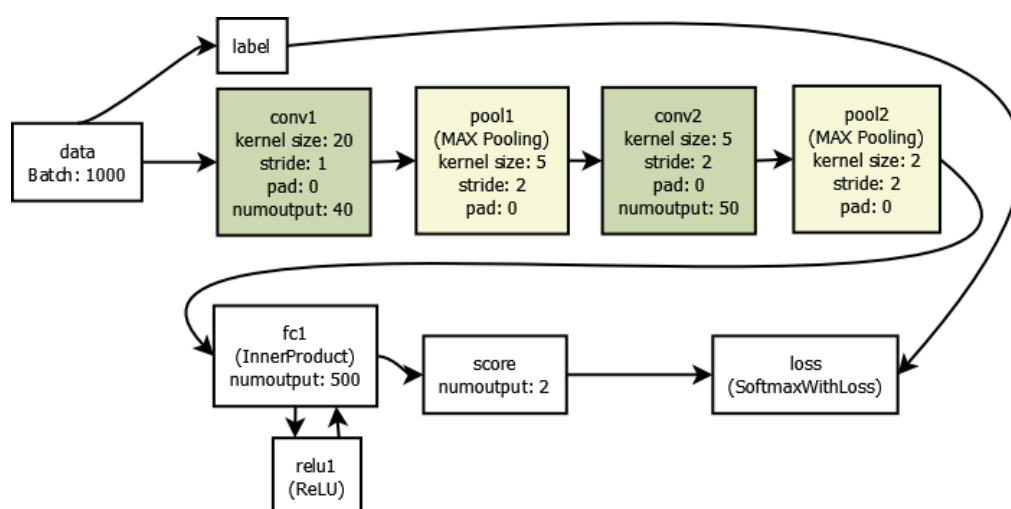 label
data
Batch: 1000
conv1
kernel size: 20
stride: 1
pad: 0
numoutput: 40
pool1
(MAX Pooling)
kernel size: 5
stride: 2
pad: 0
conv2
kernel size: 5
stride: 2
pad: 0
numoutput: 50
pool2
(MAX Pooling)
kernel size: 2
stride: 2
pad: 0
fc1
(InnerProduct)
numoutput: 500
score
numoutput: 2
loss
(SoftmaxWithLoss)
relu1
(ReLU)